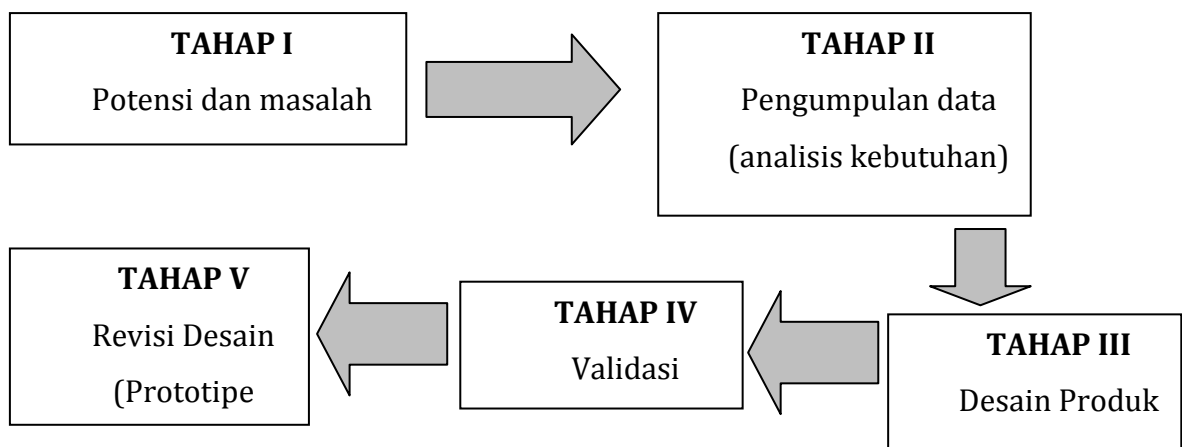 TAHAP I
Potensi dan masalah
TAHAP II
Pengumpulan data
(analisis kebutuhan)
TAHAP III
Desain Produk
TAHAP IV
Validasi
TAHAP V
Revisi Desain
(Prototipe